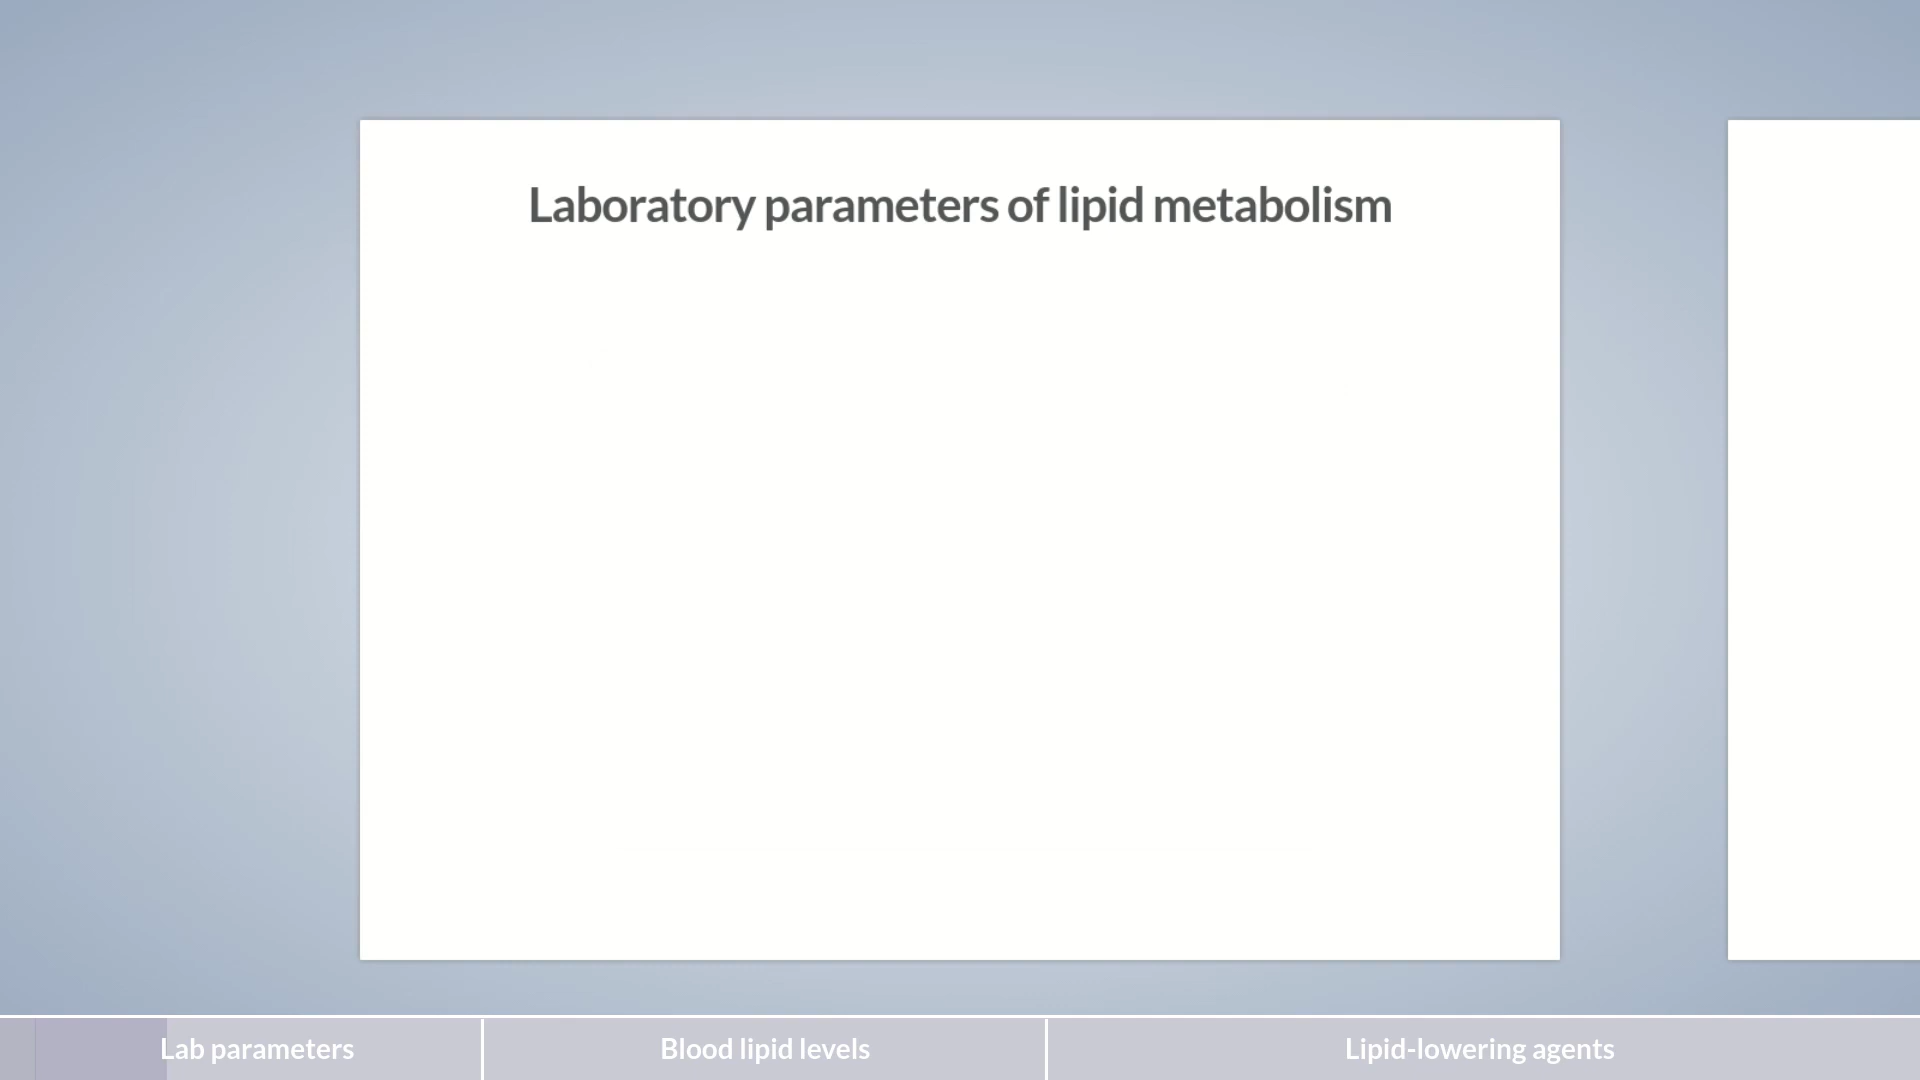 Laboratory parameters of lipid metabolism
Lab parameters
Blood lipid levels
Lipid-lowering agents